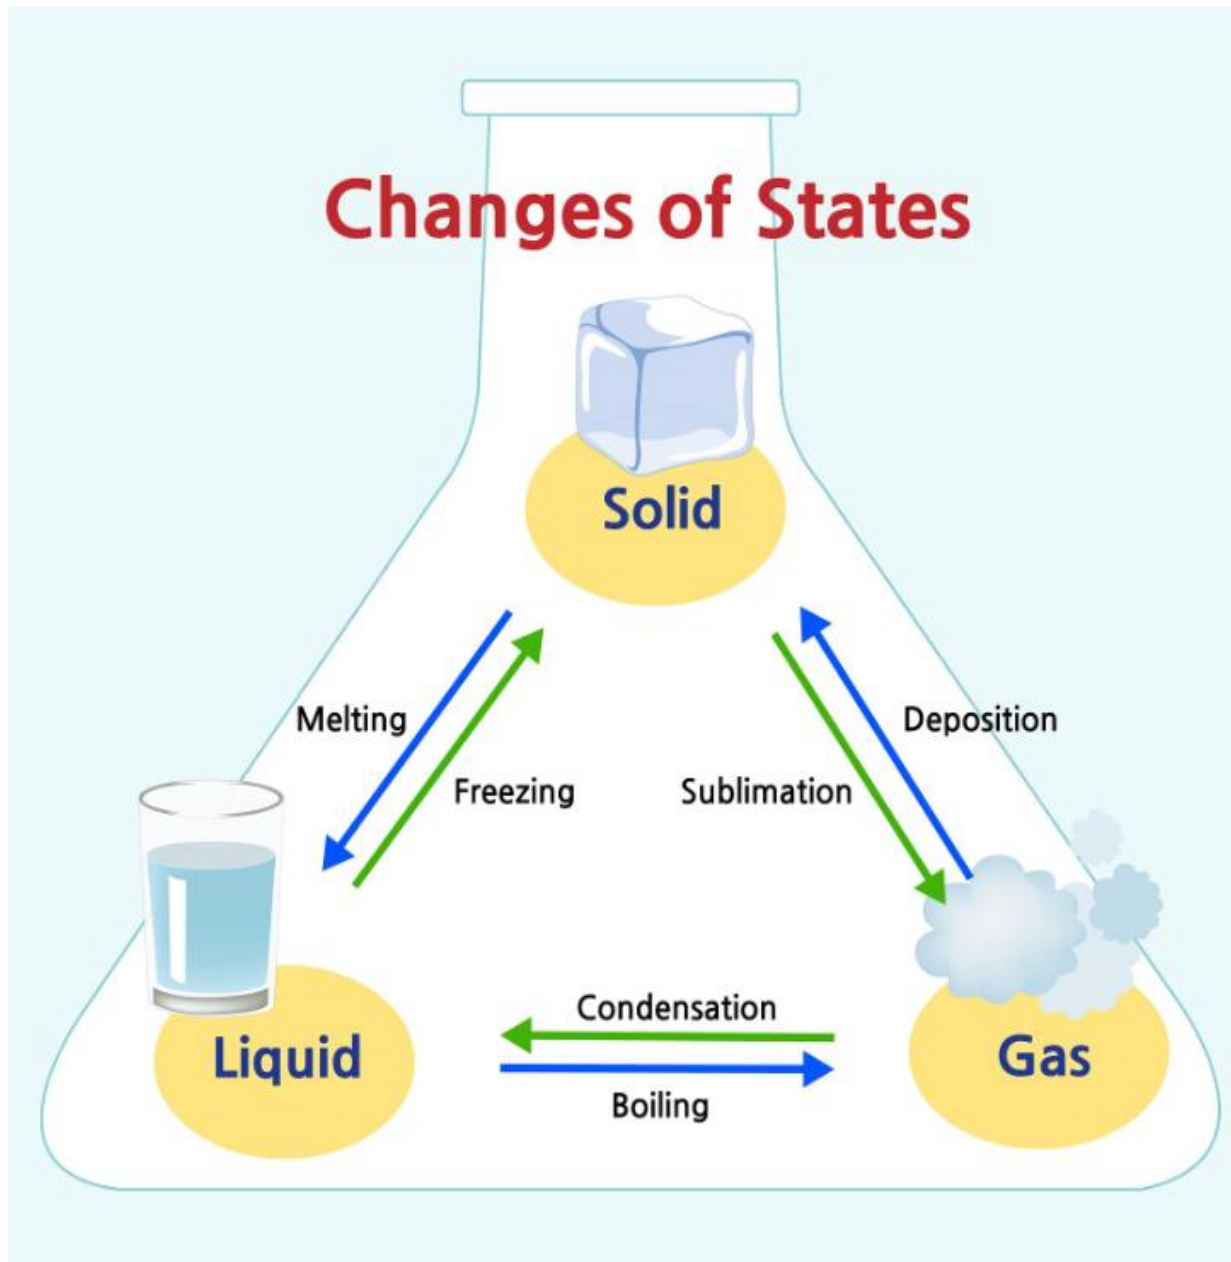 Changes of States
Solid
Melting
Deposition
Freezing
Sublimation
Condensation
Liquid
Gas
Boiling